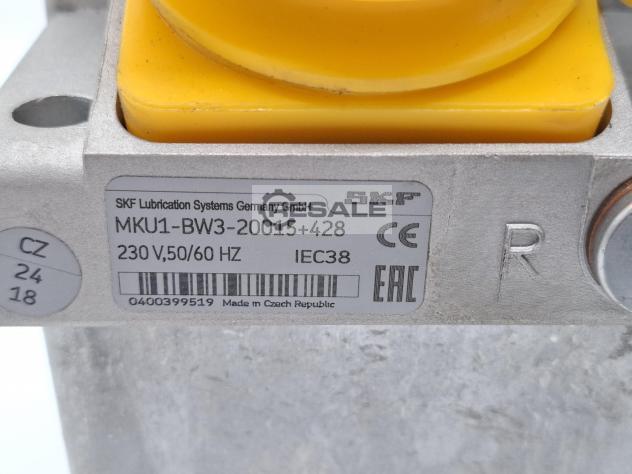 SKF Lubrication Systems Germany GmbH
SKF
RESALE
MKU1-BW3-20015+428
CE
230 V,50/60 HZ IEC38
0400399519 Made in Czech Republic
EAC
CZ
24
18
R